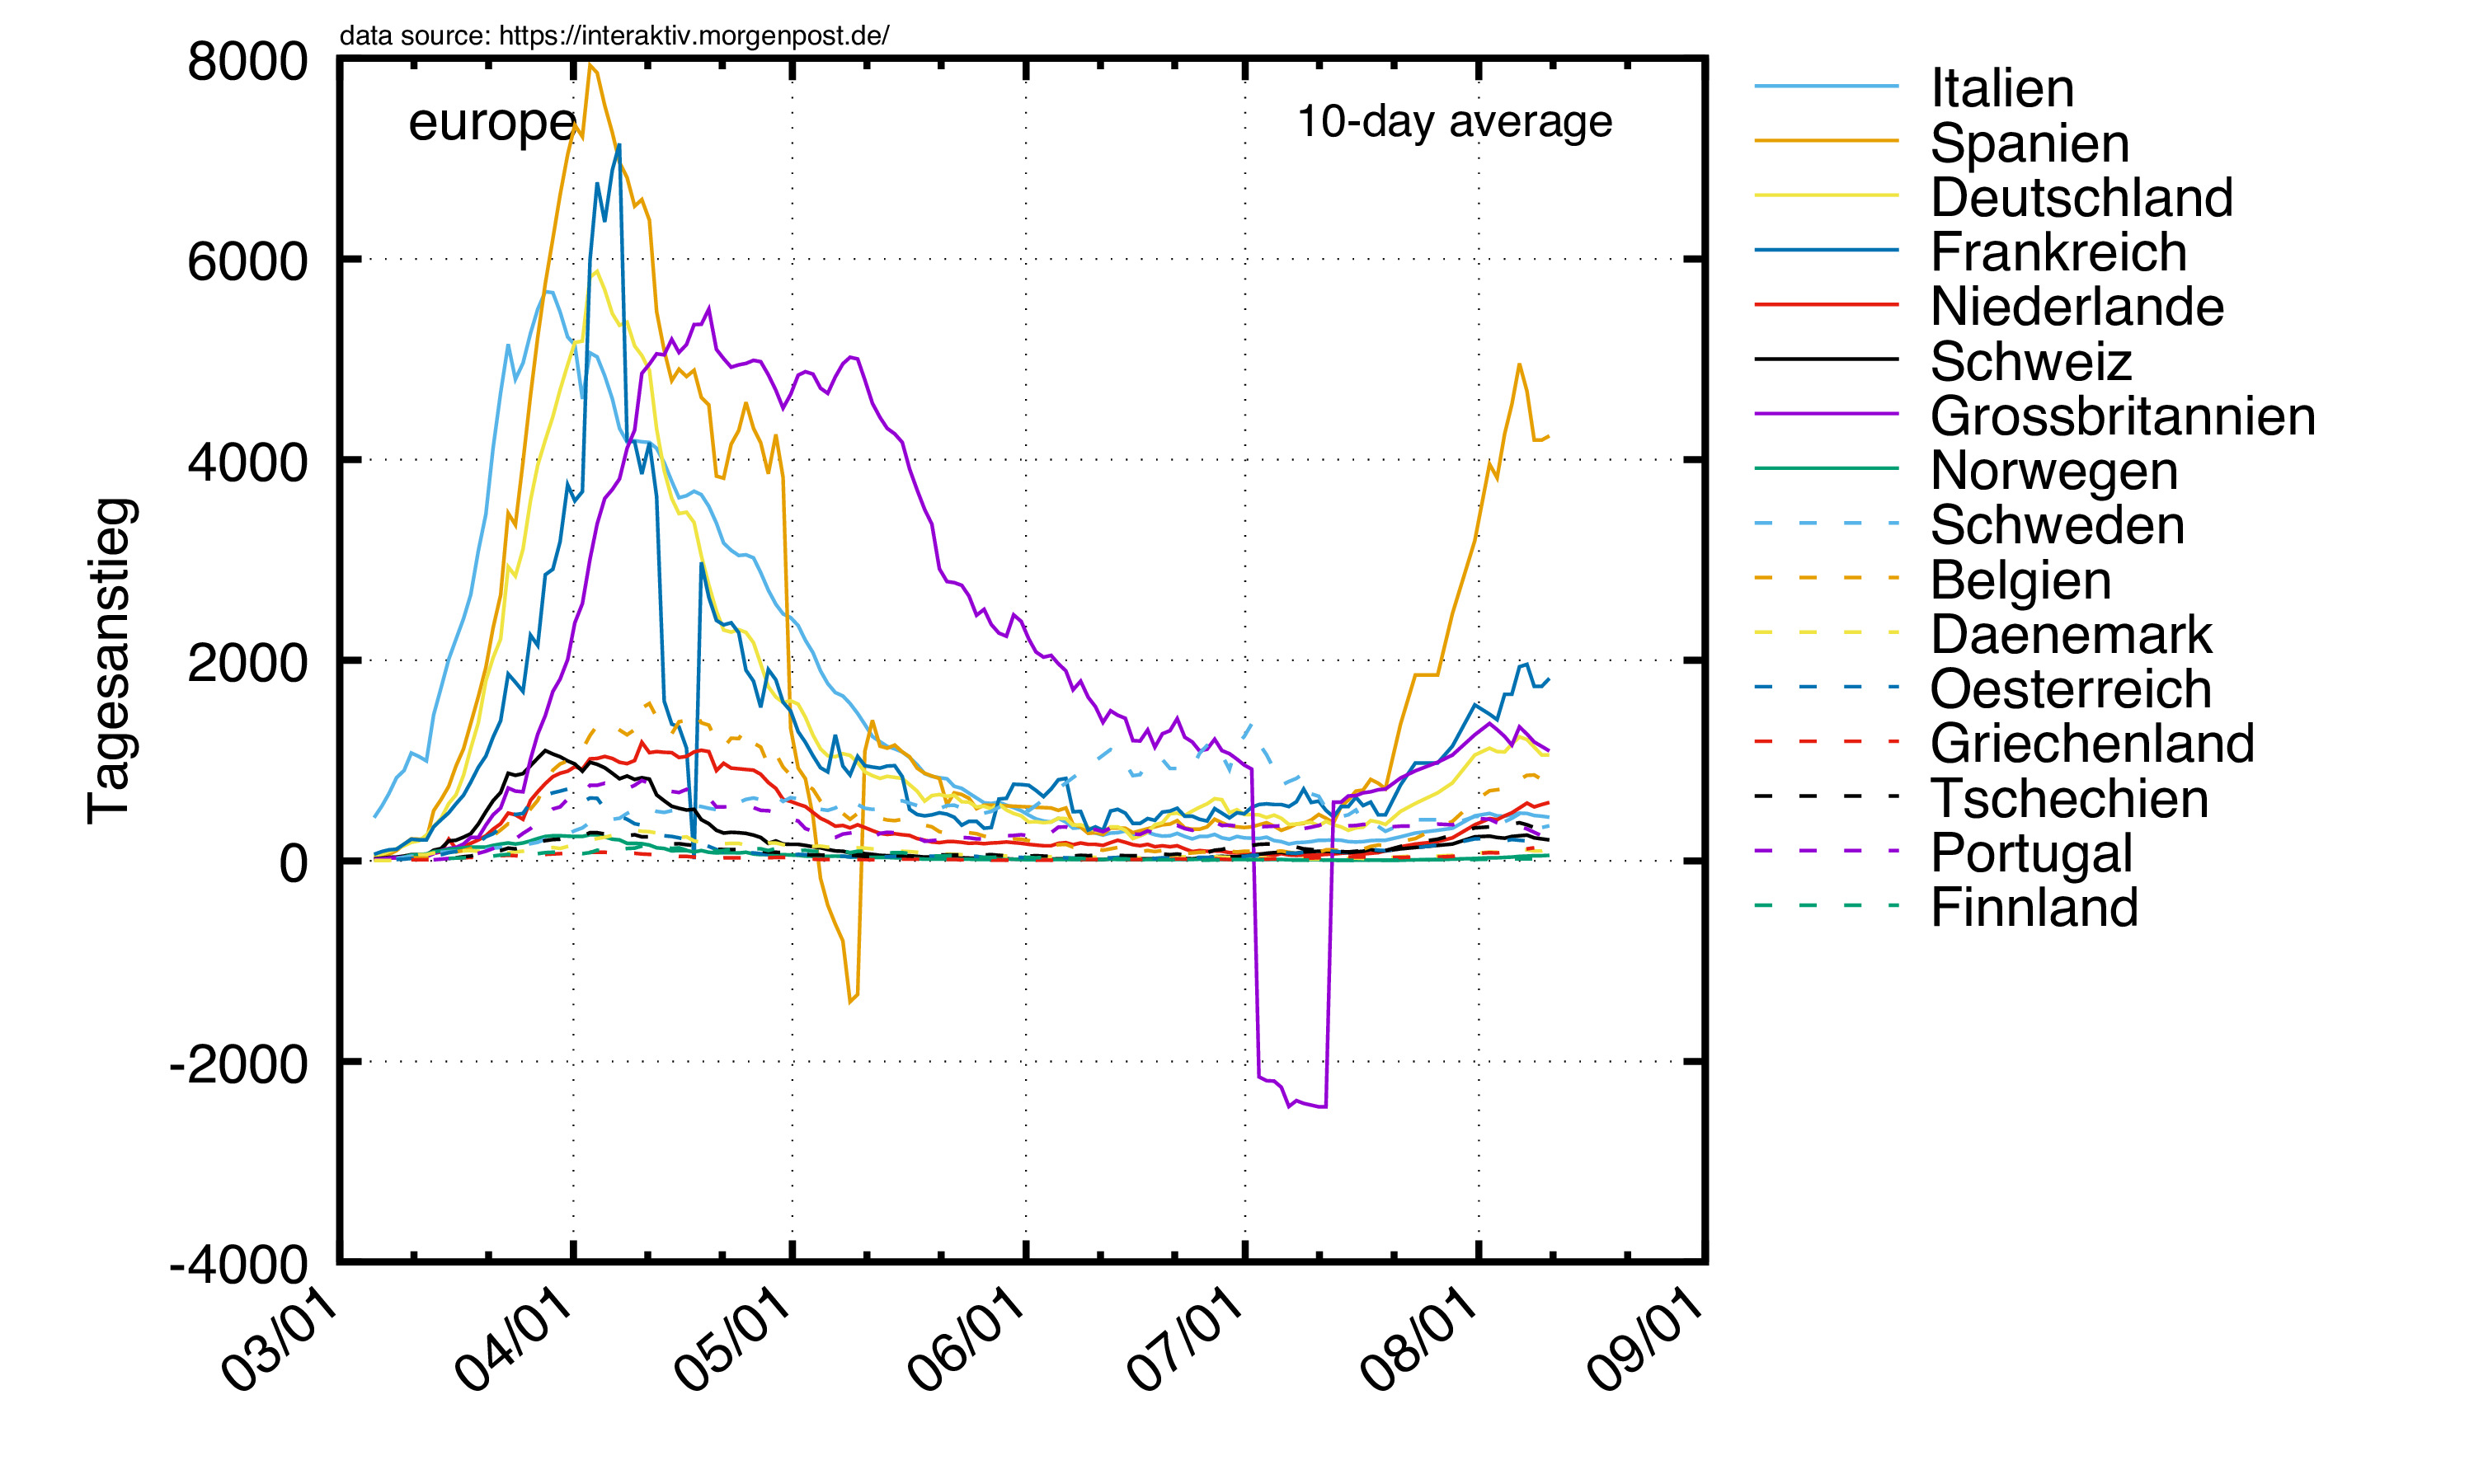 data source: https://interaktiv.morgenpost.de/
europe
10-day average
Tagesanstieg
8000
6000
4000
2000
0
-2000
-4000
03/01
04/01
05/01
06/01
07/01
08/01
09/01
Italien
Spanien
Deutschland
Frankreich
Niederlande
Schweiz
Grossbritannien
Norwegen
Schweden
Belgien
Daenemark
Oesterreich
Griechenland
Tschechien
Portugal
Finnland